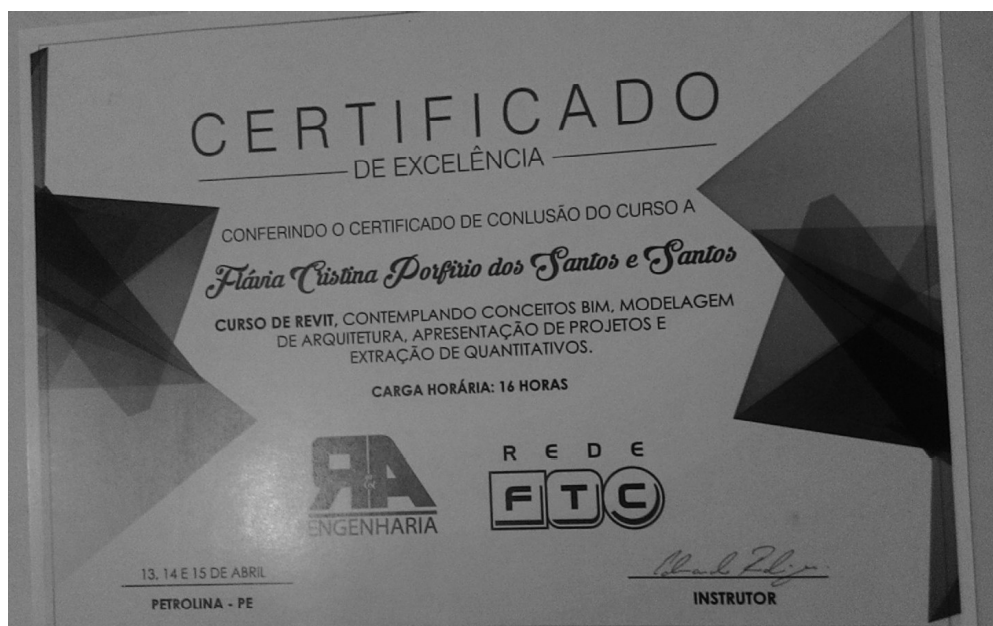 CERTIFICADO
DE EXCELÊNCIA
CONFERINDO O CERTIFICADO DE CONLUSÃO DO CURSO A
Flávia Cristina Porfirio dos Santos e Santos
CURSO DE REVIT, CONTEMPLANDO CONCEITOS BIM, MODELAGEM
DE ARQUITETURA, APRESENTAÇÃO DE PROJETOS E
EXTRAÇÃO DE QUANTITATIVOS.
CARGA HORÁRIA: 16 HORAS
R&A
ENGENHARIA
REDE
FTC
13, 14 E 15 DE ABRIL
PETROLINA - PE
INSTRUTOR